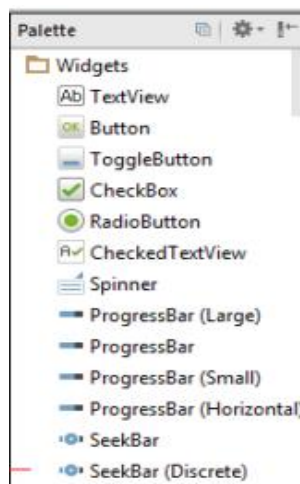 Palette
Widgets
Ab TextView
OK Button
ToggleButton
CheckBox
RadioButton
A CheckedTextView
Spinner
ProgressBar (Large)
ProgressBar
ProgressBar (Small)
ProgressBar (Horizontal)
SeekBar
SeekBar (Discrete)